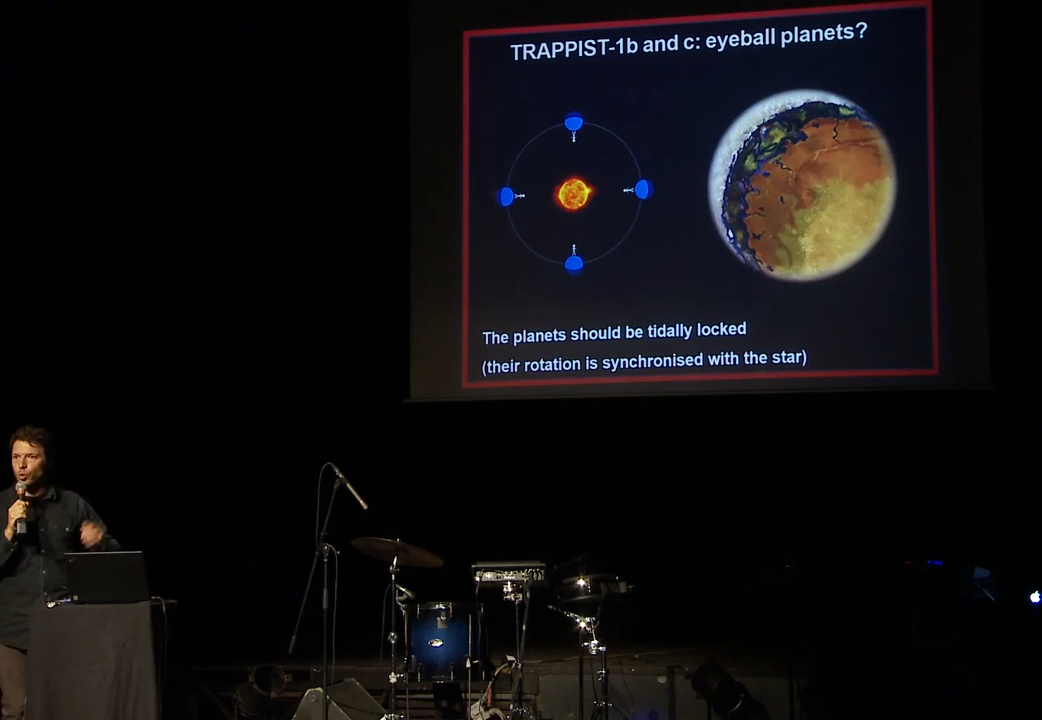 TRAPPIST-1b and c: eyeball planets?
The planets should be tidally locked
(their rotation is synchronised with the star)